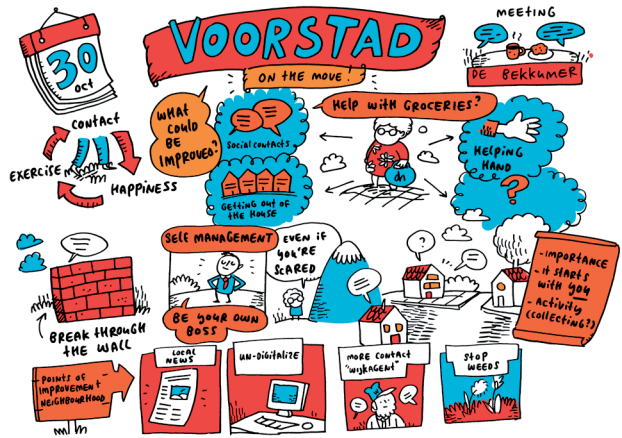 30
OCT
VOORSTAD
ON THE MOVE!
MEETING
DE BEKKUMER
CONTACT
EXERCISE
HAPPINESS
WHAT
COULD
BE
IMPROVED?
Social contacts
GETTING OUT OF
THE HOUSE
HELP WITH GROCERIES?
HELPING
HAND
?
BREAK THROUGH
THE WALL
SELF MANAGEMENT
BE YOUR OWN
BOSS
EVEN IF
YOU'RE
SCARED
?
- IMPORTANCE
- it STARTS
WITH YOU
- ACTIVITY
(COLLECTING?)
- POINTS OF
IMPROVEMENT
NEIGHBOURHOOD
LOCAL
NEWS
UN-DIGITALIZE
MORE CONTACT
"WIJKAGENT"
STOP
WEEDS